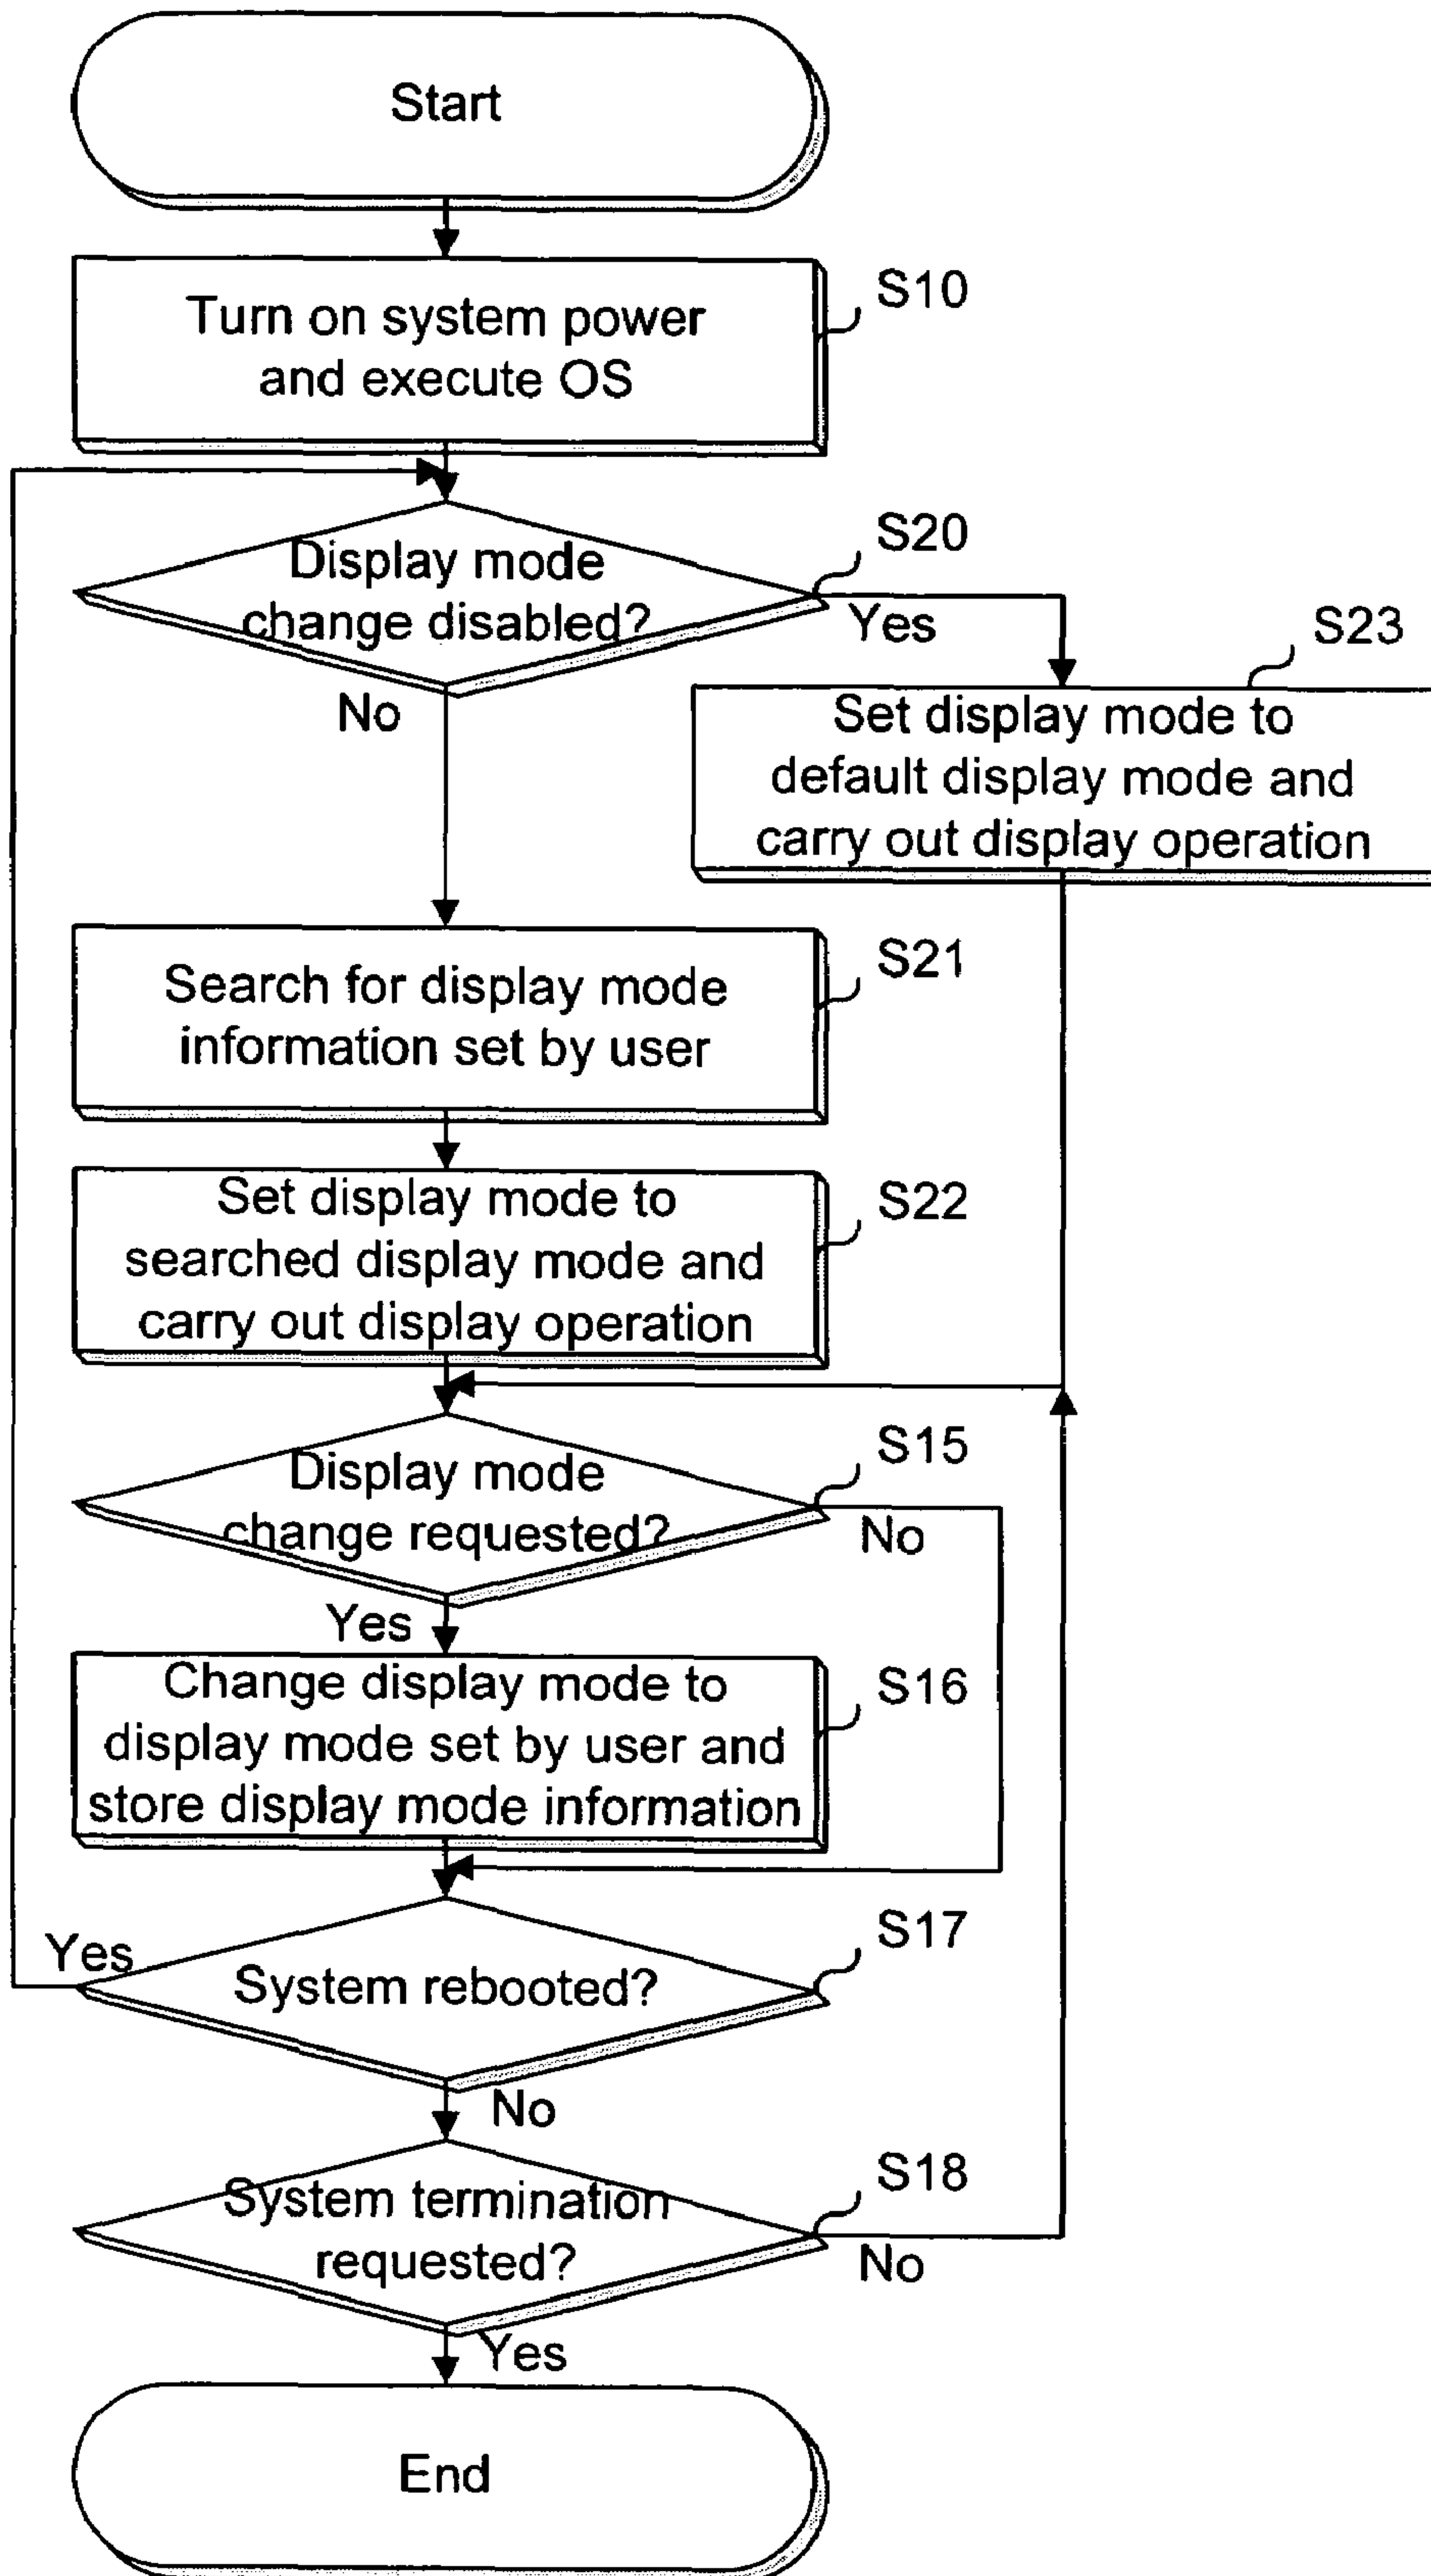 Start
S10
Turn on system power
and execute OS
S20
Display mode
change disabled?
Yes
S23
No
Set display mode to
default display mode and
carry out display operation
S21
Search for display mode
information set by user
S22
Set display mode to
searched display mode and
carry out display operation
S15
Display mode
change requested?
No
Yes
S16
Change display mode to
display mode set by user and
store display mode information
S17
Yes
System rebooted?
No
S18
System termination
requested?
No
Yes
End